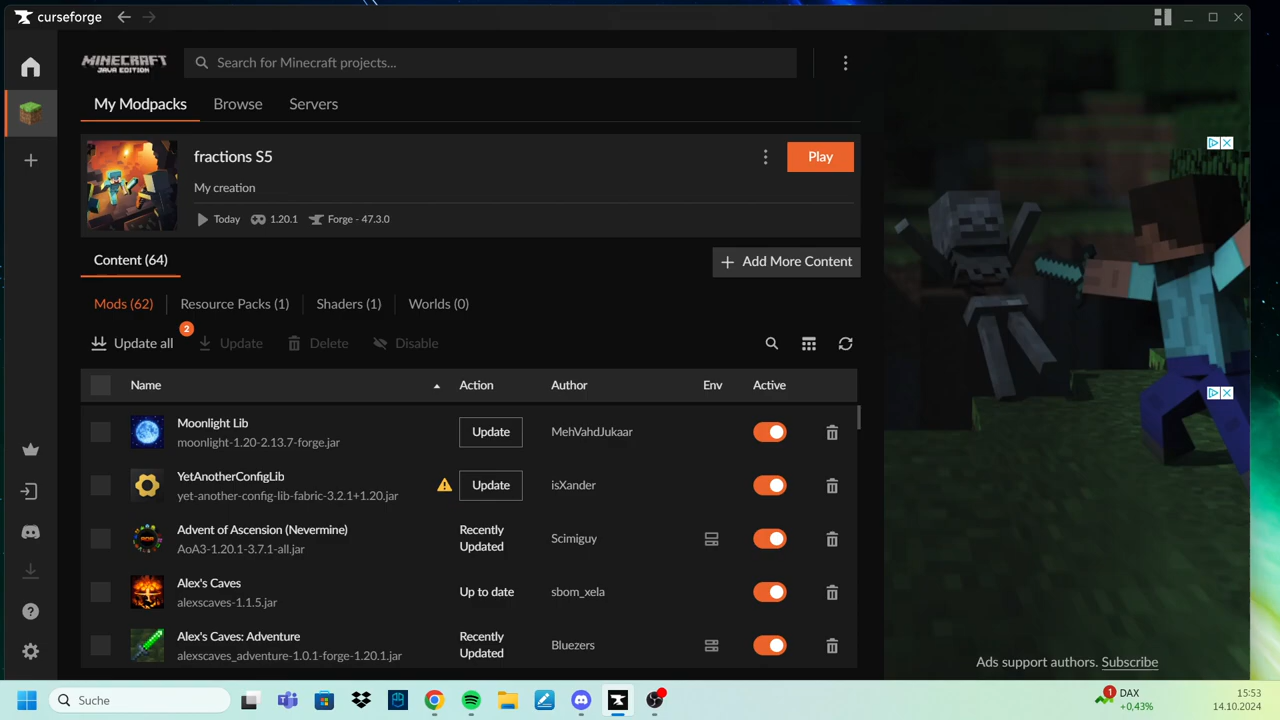 curseforge
MINECRAFT
JAVA EDITION
Search for Minecraft projects...
My Modpacks
Browse
Servers
fractions S5
Play
My creation
Today
1.20.1
Forge - 47.3.0
Content (64)
Add More Content
Mods (62)
Resource Packs (1)
Shaders (1)
Worlds (0)
Update all
2
Update
Delete
Disable
Name
Action
Author
Env
Active
Moonlight Lib
moonlight-1.20-2.13.7-forge.jar
Update
MehVahdJukaar
YetAnotherConfigLib
yet-another-config-lib-fabric-3.2.1+1.20.jar
Update
isXander
Advent of Ascension (Nevermine)
AoA3-1.20.1-3.7.1-all.jar
Recently
Updated
Scimiguy
Alex's Caves
alexscaves-1.1.5.jar
Up to date
sbom_xela
Alex's Caves: Adventure
alexscaves_adventure-1.0.1-forge-1.20.1.jar
Recently
Updated
Bluezers
Ads support authors. Subscribe
Suche
1
DAX
+0,43%
15:53
14.10.2024